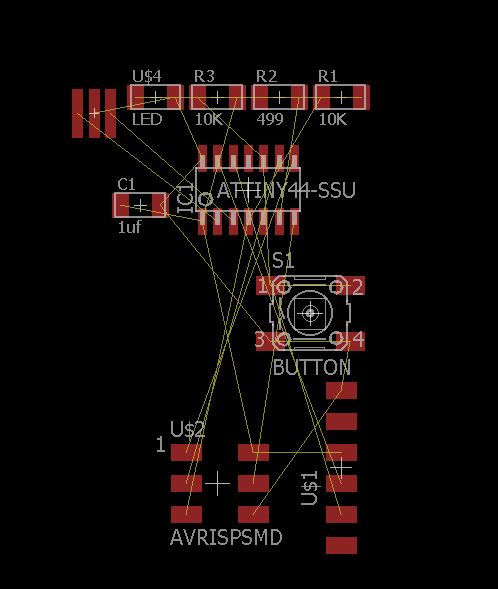 U$4 R3 R2 R1
LED 10K 499 10K
C1
IC1
ATTINY44-SSU
1uf
S1
1 2
3 4
BUTTON
U$2
1
U$1
AVRISPSMD